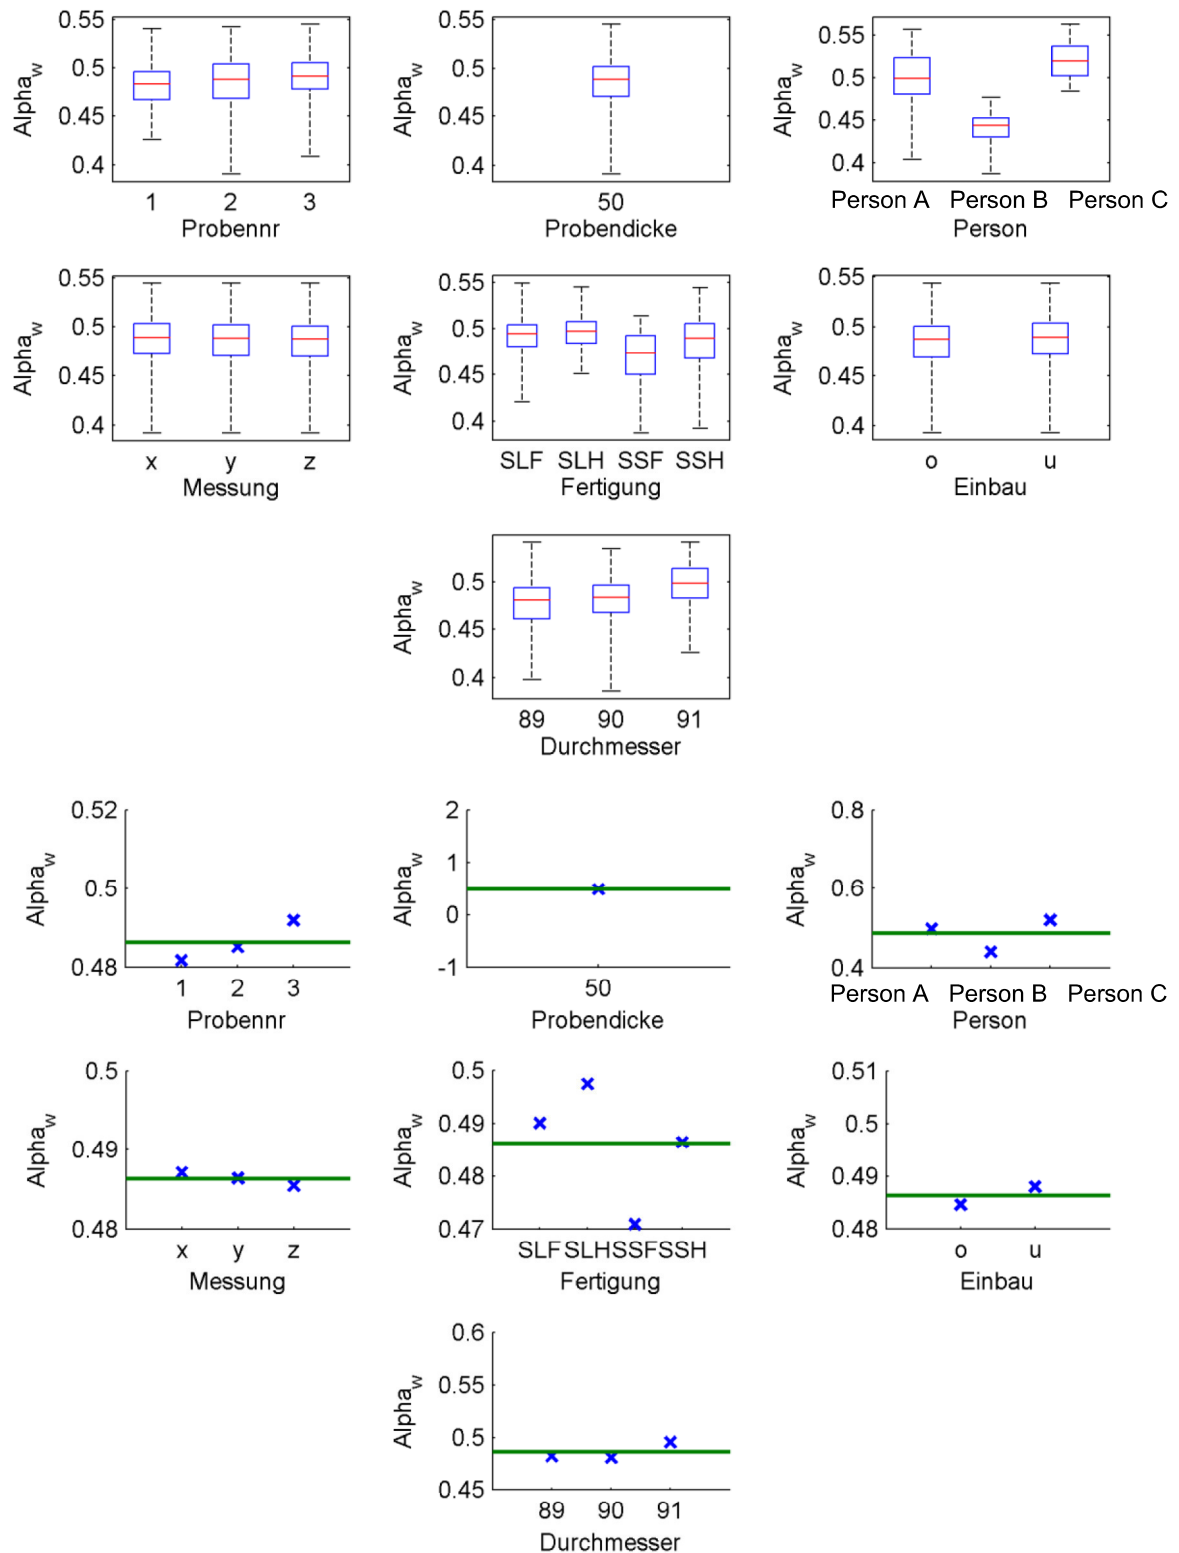 0.55
0.5
0.45
0.4
Alpha_w
1 2 3
Probennr
0.55
0.5
0.45
0.4
Alpha_w
50
Probendicke
0.55
0.5
0.45
0.4
Alpha_w
Person A Person B Person C
Person
0.55
0.5
0.45
0.4
Alpha_w
x y z
Messung
0.55
0.5
0.45
0.4
Alpha_w
SLF SLH SSF SSH
Fertigung
0.55
0.5
0.45
0.4
Alpha_w
o u
Einbau
0.5
0.45
0.4
Alpha_w
89 90 91
Durchmesser
0.52
0.5
0.48
Alpha_w
1 2 3
Probennr
2
1
0
-1
Alpha_w
50
Probendicke
0.8
0.6
0.4
Alpha_w
Person A Person B Person C
Person
0.5
0.49
0.48
Alpha_w
x y z
Messung
0.5
0.49
0.48
0.47
Alpha_w
SLF SLH SSF SSH
Fertigung
0.51
0.5
0.49
0.48
Alpha_w
o u
Einbau
0.6
0.55
0.5
0.45
Alpha_w
89 90 91
Durchmesser